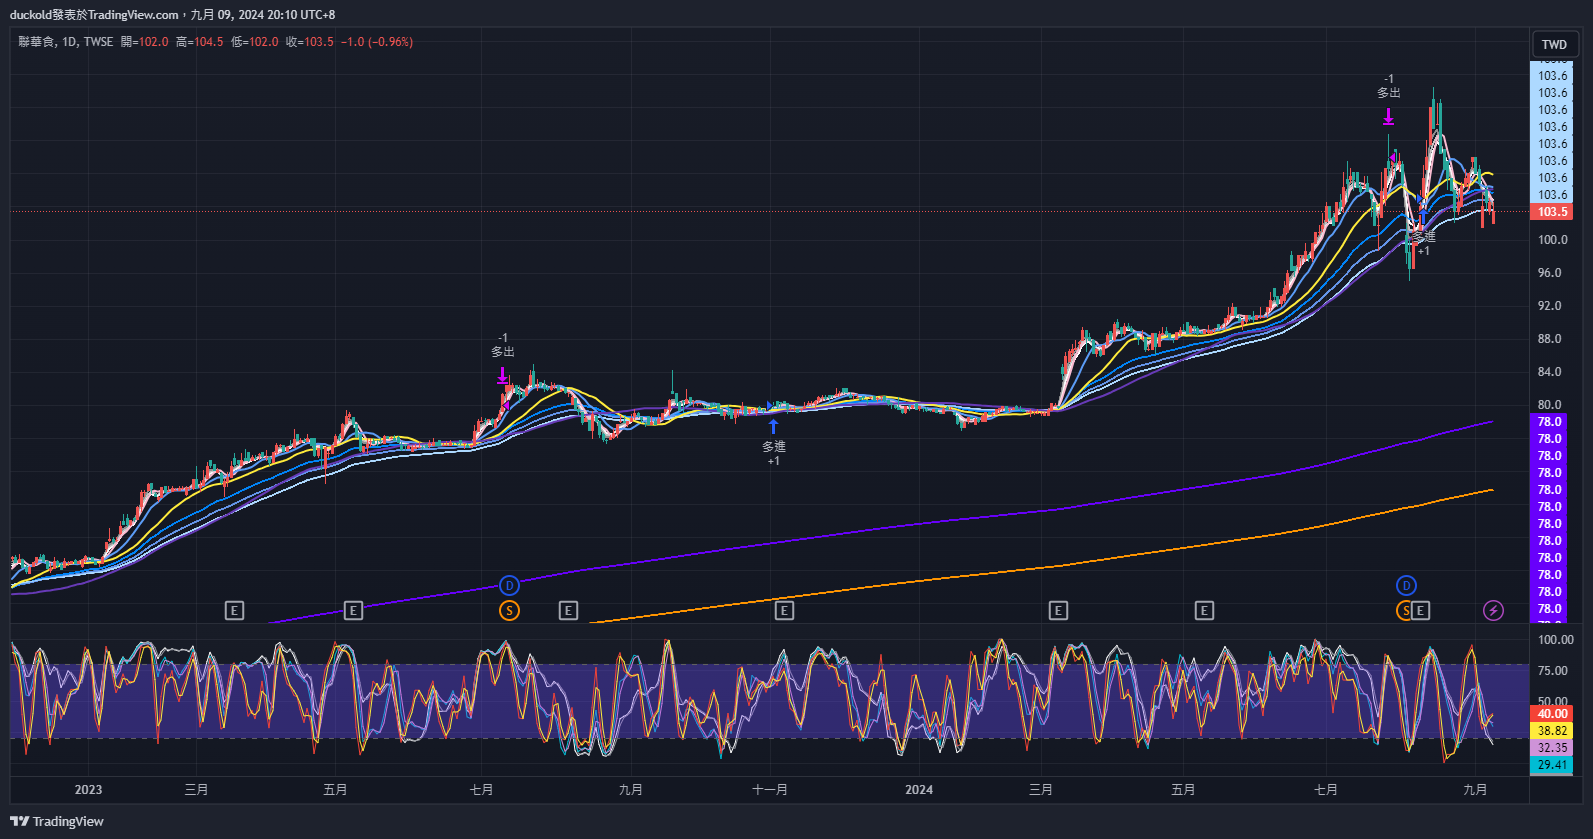 duckold發表於TradingView.com，九月 09, 2024 20:10 UTC+8
聯華食, 1D, TWSE 開=102.0 高=104.5 低=102.0 收=103.5 −1.0 (−0.96%)
TWD
103.6
103.6
103.6
103.6
103.6
103.6
103.6
103.6
103.5
100.0
96.0
92.0
88.0
84.0
80.0
78.0
78.0
78.0
78.0
78.0
78.0
78.0
78.0
78.0
78.0
78.0
78.0
-1
多出
-1
多出
多進
+1
多進
+1
D
D
S
S
E
E
E
E
E
E
E
100.00
75.00
50.00
40.00
38.82
32.35
29.41
2023 三月 五月 七月 九月 十一月 2024 三月 五月 七月 九月
TradingView